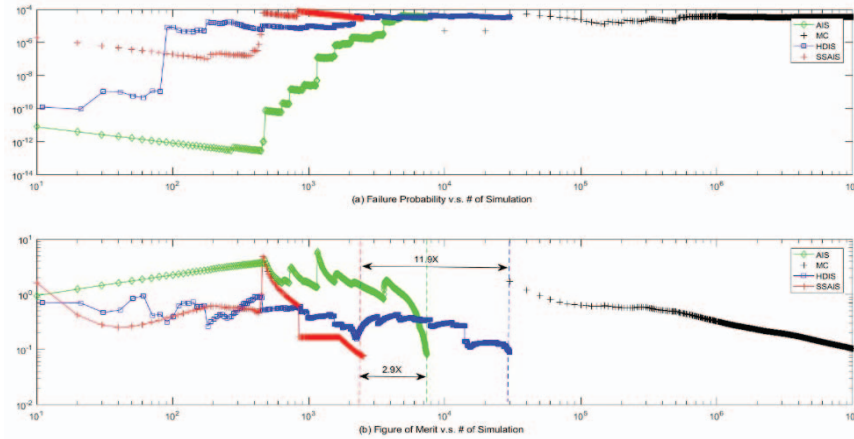 10^-4
10^-6
10^-8
10^-10
10^-12
10^-14
10^1
10^2
10^3
10^4
10^5
10^6
AIS
MC
HDIS
SSAIS
(a) Failure Probability v.s. # of Simulation
10^1
10^0
10^-1
10^-2
10^1
10^2
10^3
10^4
10^5
10^6
AIS
MC
HDIS
SSAIS
11.9X
2.9X
(b) Figure of Merit v.s. # of Simulation